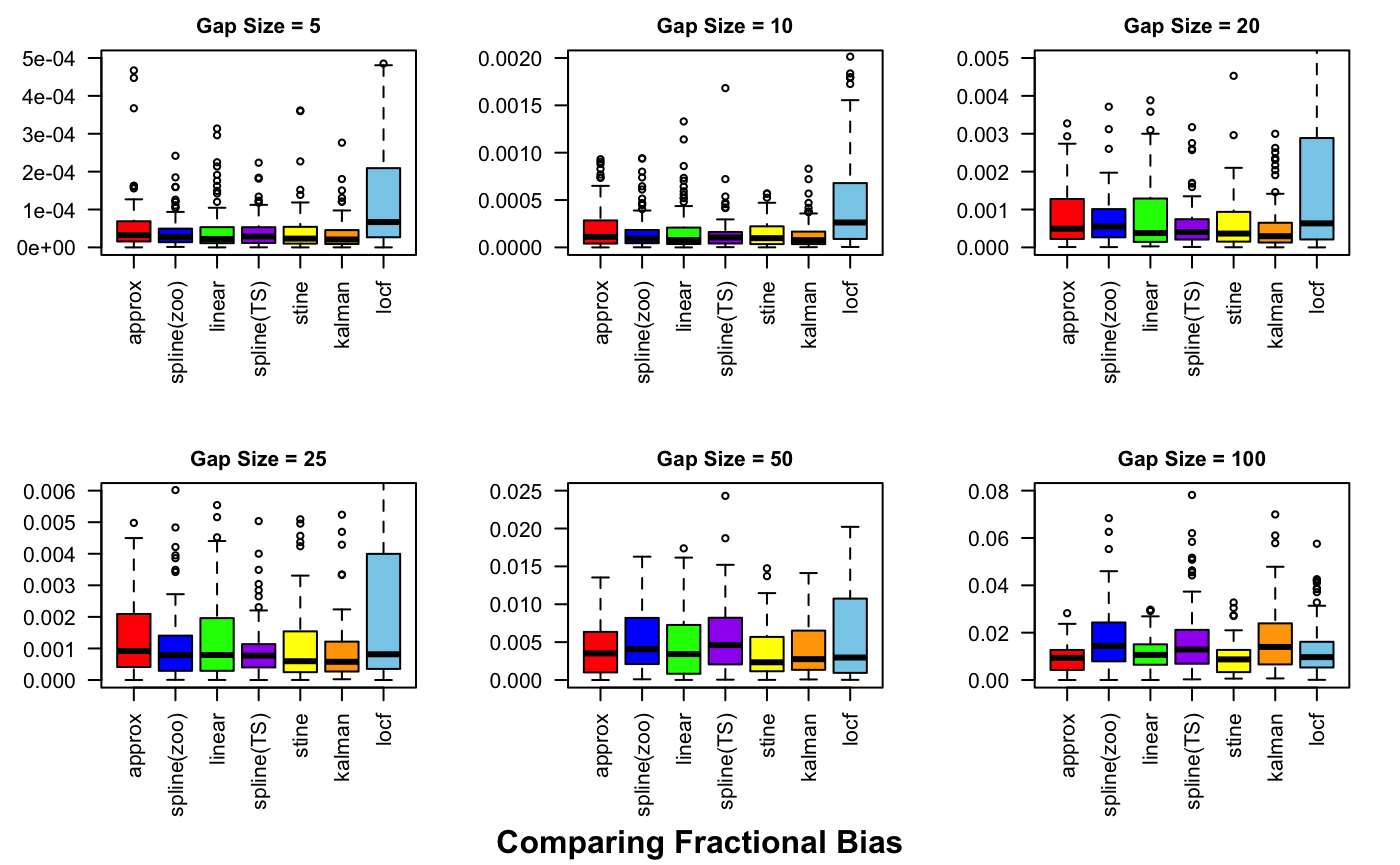 Gap Size = 5
5e-04
4e-04
3e-04
2e-04
1e-04
0e+00
approx
spline(zoo)
linear
spline(TS)
stine
kalman
locf
Gap Size = 10
0.0020
0.0015
0.0010
0.0005
0.0000
approx
spline(zoo)
linear
spline(TS)
stine
kalman
locf
Gap Size = 20
0.005
0.004
0.003
0.002
0.001
0.000
approx
spline(zoo)
linear
spline(TS)
stine
kalman
locf
Gap Size = 25
0.006
0.005
0.004
0.003
0.002
0.001
0.000
approx
spline(zoo)
linear
spline(TS)
stine
kalman
locf
Gap Size = 50
0.025
0.020
0.015
0.010
0.005
0.000
approx
spline(zoo)
linear
spline(TS)
stine
kalman
locf
Gap Size = 100
0.08
0.06
0.04
0.02
0.00
approx
spline(zoo)
linear
spline(TS)
stine
kalman
locf
Comparing Fractional Bias